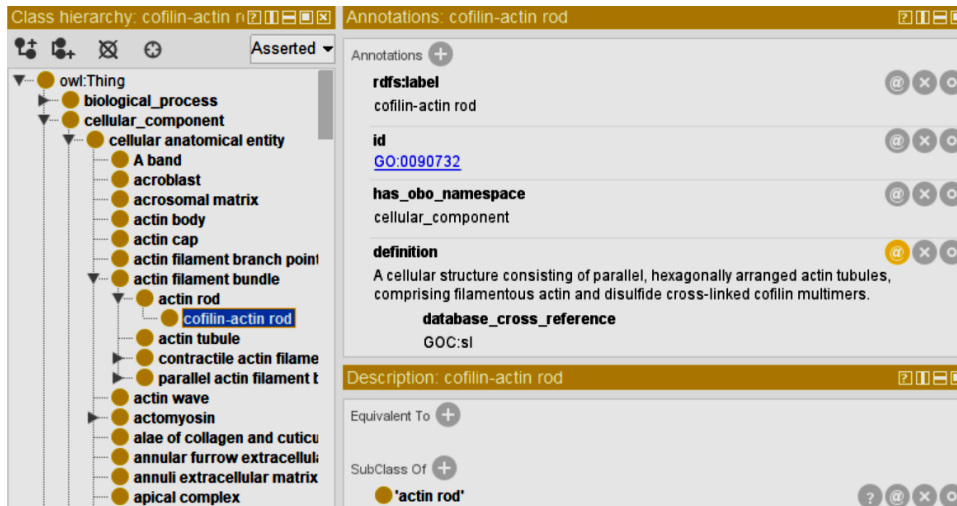 Class hierarchy: cofilin-actin r
Asserted
owl:Thing
biological_process
cellular_component
cellular anatomical entity
A band
acroblast
acrosomal matrix
actin body
actin cap
actin filament branch point
actin filament bundle
actin rod
cofilin-actin rod
actin tubule
contractile actin filame
parallel actin filament b
actin wave
actomyosin
alae of collagen and cuticu
annular furrow extracellula
annuli extracellular matrix
apical complex
Annotations: cofilin-actin rod
Annotations
rdfs:label
cofilin-actin rod
id
GO:0090732
has_obo_namespace
cellular_component
definition
A cellular structure consisting of parallel, hexagonally arranged actin tubules,
comprising filamentous actin and disulfide cross-linked cofilin multimers.
database_cross_reference
GOC:sl
Description: cofilin-actin rod
Equivalent To
SubClass Of
'actin rod'